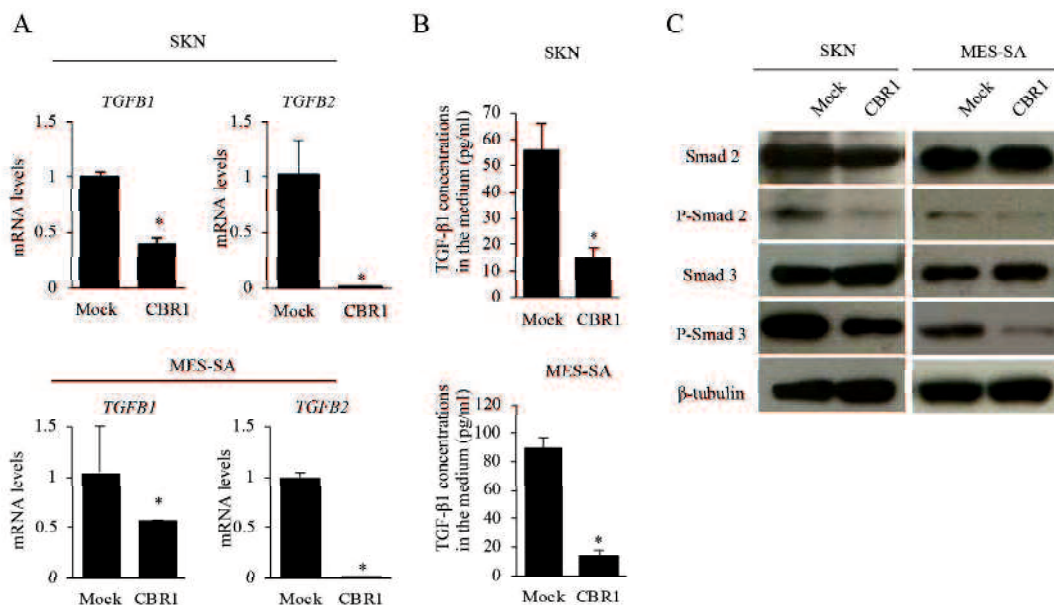 A
SKN
TGFB1
TGFB2
mRNA levels
1.5
1
0.5
0
*
Mock
CBR1
mRNA levels
1.5
1
0.5
0
*
Mock
CBR1
MES-SA
TGFB1
TGFB2
mRNA levels
1.5
1
0.5
0
*
Mock
CBR1
mRNA levels
1.5
1
0.5
0
*
Mock
CBR1
B
SKN
TGF-β1 concentrations
in the medium (pg/ml)
70
60
50
40
30
20
10
0
*
Mock
CBR1
MES-SA
TGF-β1 concentrations
in the medium (pg/ml)
120
100
80
60
40
20
0
*
Mock
CBR1
C
SKN
MES-SA
Mock
CBR1
Mock
CBR1
Smad 2
P-Smad 2
Smad 3
P-Smad 3
β-tubulin